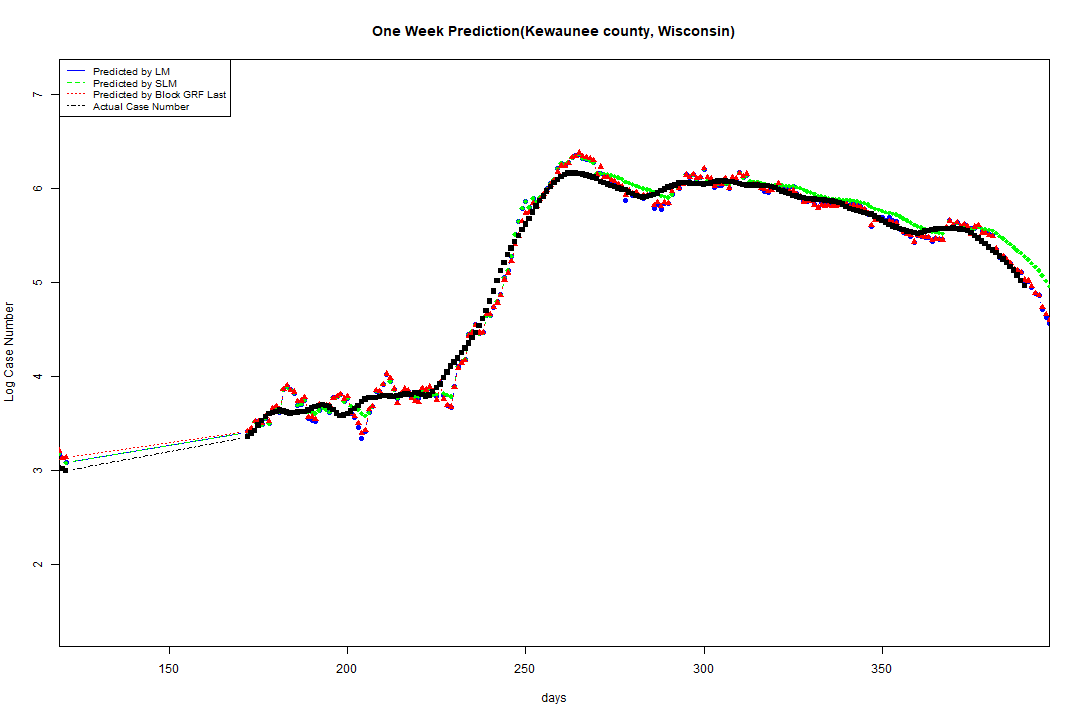 One Week Prediction(Kewaunee county, Wisconsin)
Predicted by LM
Predicted by SLM
Predicted by Block GRF Last
Actual Case Number
7
6
5
4
3
2
Log Case Number
150 200 250 300 350
days